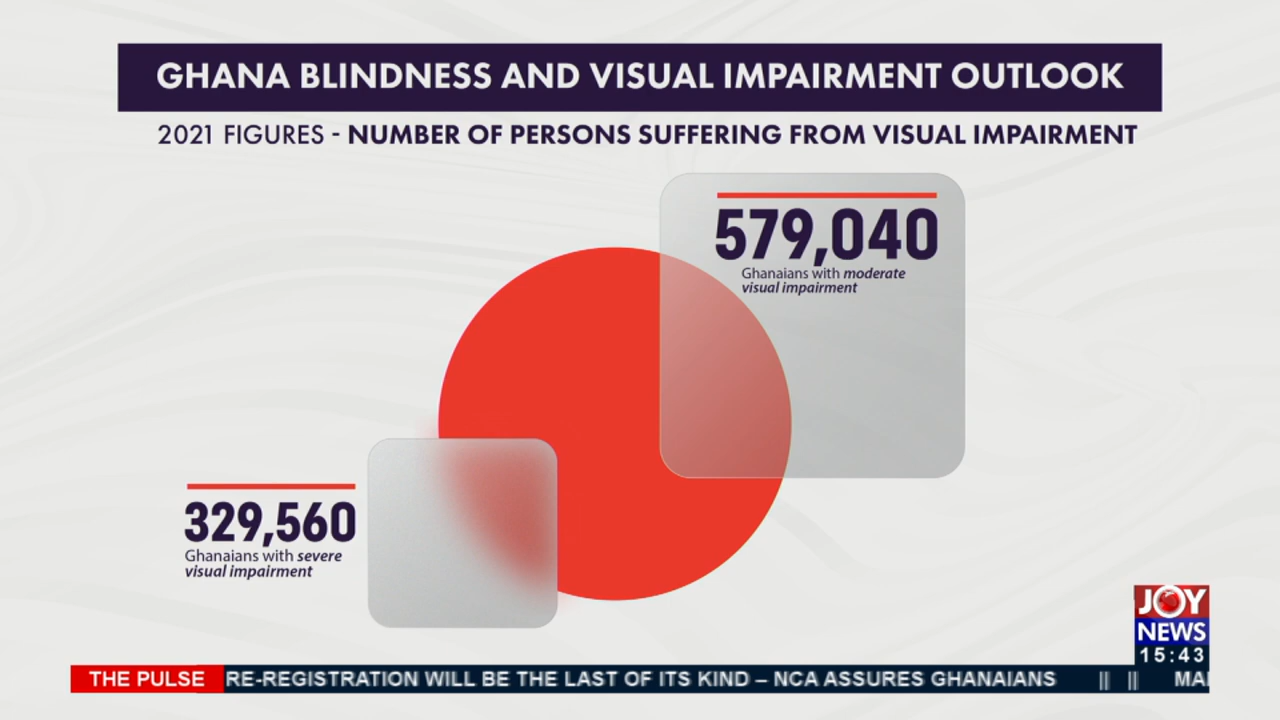 GHANA BLINDNESS AND VISUAL IMPAIRMENT OUTLOOK
2021 FIGURES - NUMBER OF PERSONS SUFFERING FROM VISUAL IMPAIRMENT
579,040
Ghanaians with moderate
visual impairment
329,560
Ghanaians with severe
visual impairment
JOY
NEWS
15:43
THE PULSE
RE-REGISTRATION WILL BE THE LAST OF ITS KIND – NCA ASSURES GHANAIANS